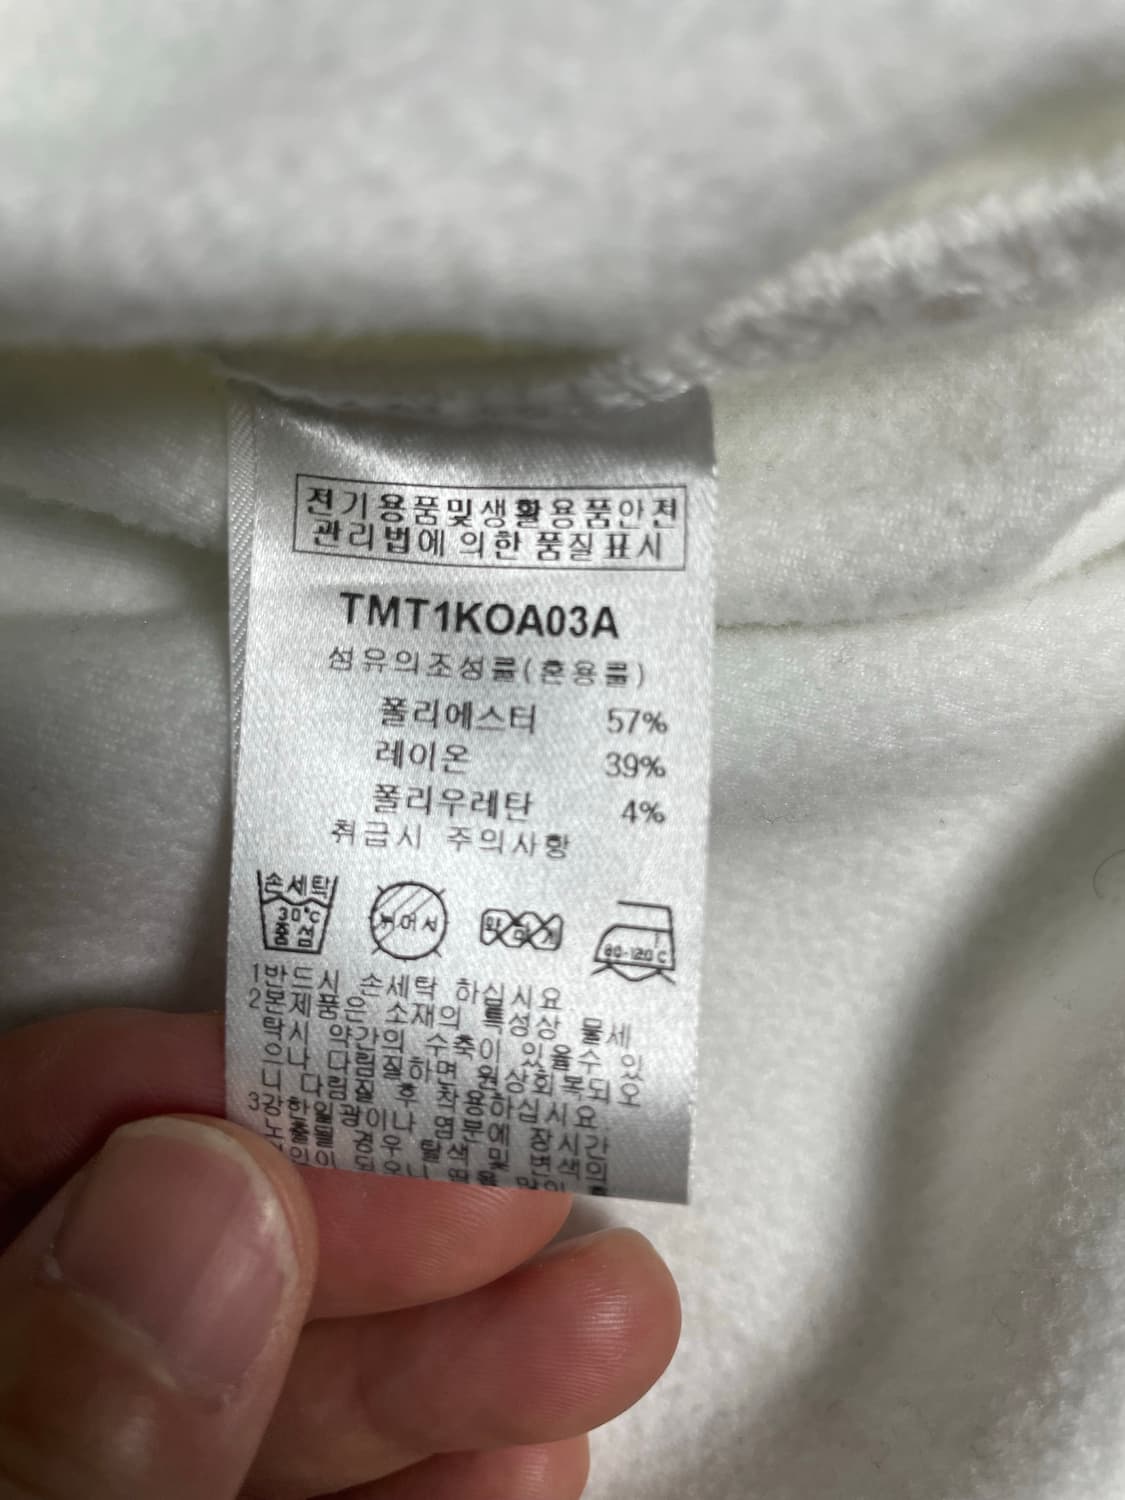 전기용품및생활용품안전
관리법에 의한 품질표시
TMT1KOA03A
섬유의조성률(혼용률)
폴리에스터 57%
레이온 39%
폴리우레탄 4%
취급시 주의사항
손세탁
30℃
중성
뉘어서
80-120℃
1반드시 손세탁 하십시요
2본제품은 소재의 특성상 물세
탁시 약간의 수축이 있을수 있
으나 다림질하면 원상회복되오
니 다림질 후 착용하십시요
3강한일광이나 염분에 장시간
노출될 경우 탈색 및 변색의